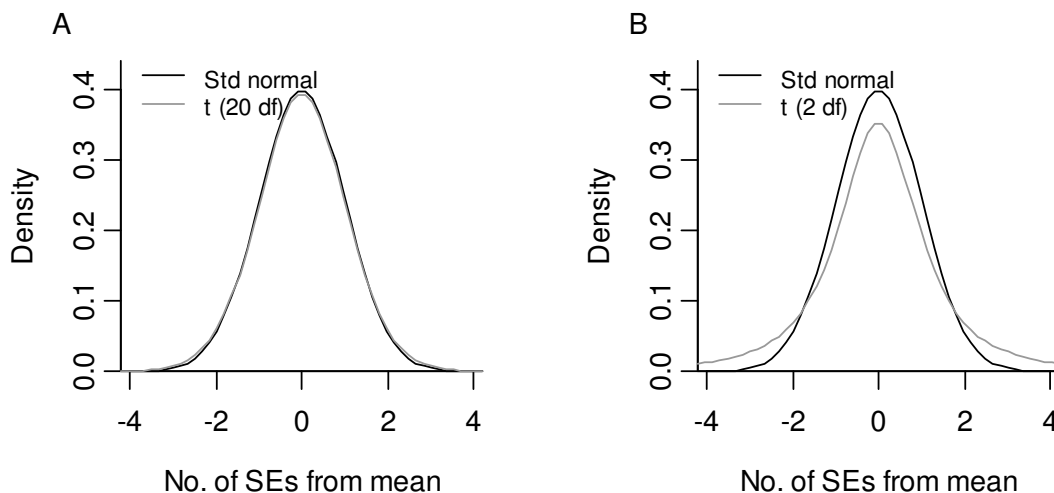 A
Std normal
t (20 df)
Density
0.0
0.1
0.2
0.3
0.4
-4 -2 0 2 4
No. of SEs from mean
B
Std normal
t (2 df)
Density
0.0
0.1
0.2
0.3
0.4
-4 -2 0 2 4
No. of SEs from mean